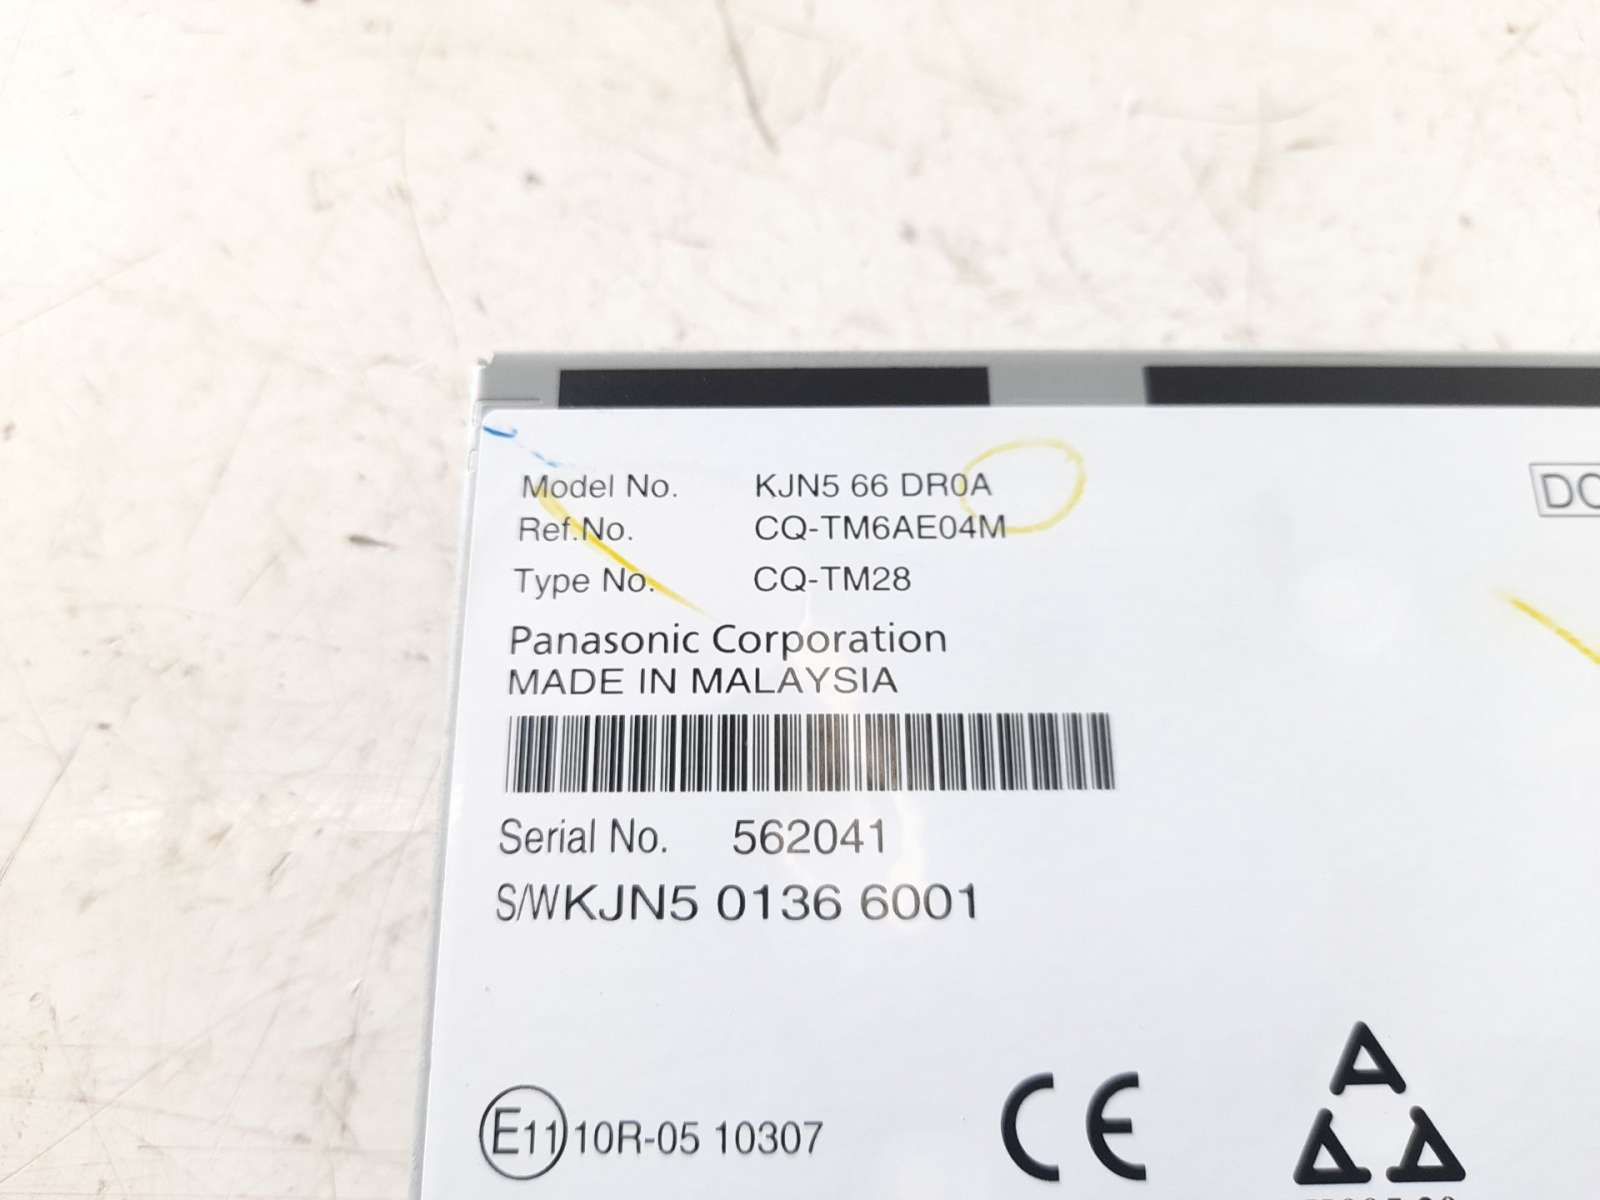 Model No. KJN5 66 DR0A
Ref.No. CQ-TM6AE04M
Type No. CQ-TM28
Panasonic Corporation
MADE IN MALAYSIA
Serial No. 562041
S/WKJN5 0136 6001
E11 10R-05 10307
CE